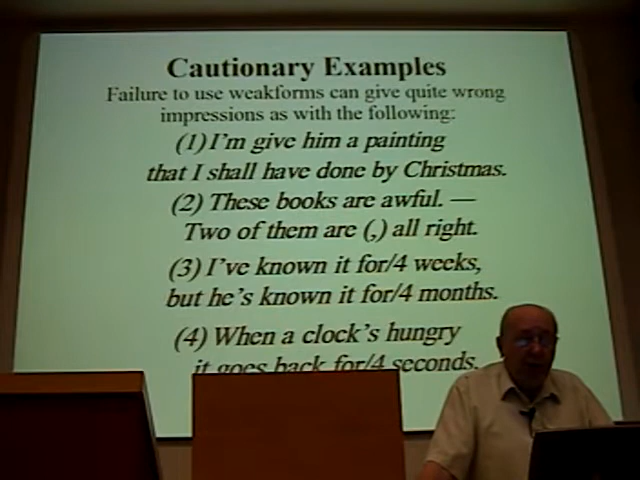 Cautionary Examples
Failure to use weakforms can give quite wrong
impressions as with the following:
(1) I'm give him a painting
that I shall have done by Christmas.
(2) These books are awful. —
Two of them are (,) all right.
(3) I've known it for/4 weeks,
but he's known it for/4 months.
(4) When a clock's hungry
it goes back for/4 seconds.